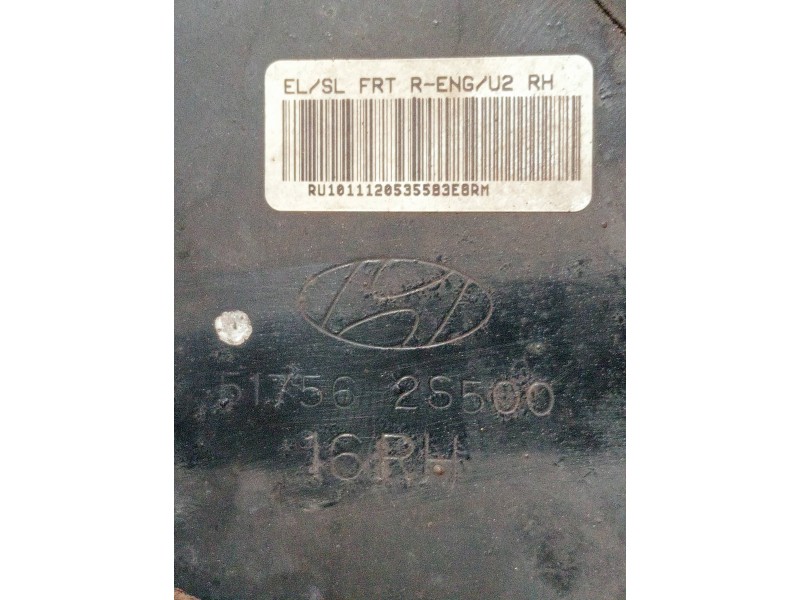 EL/SL FRT R-ENG/U2 RH
RU1011120535583E8RM
51756 2S500
16RH